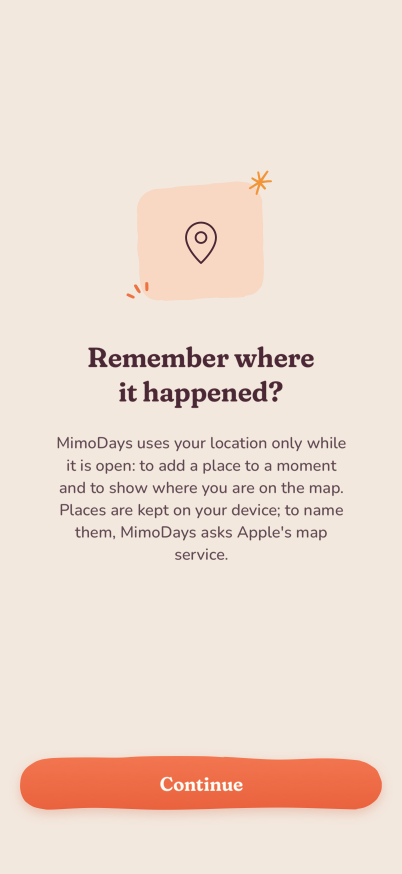 Remember where
it happened?
MimoDays uses your location only while
it is open: to add a place to a moment
and to show where you are on the map.
Places are kept on your device; to name
them, MimoDays asks Apple's map
service.
Continue